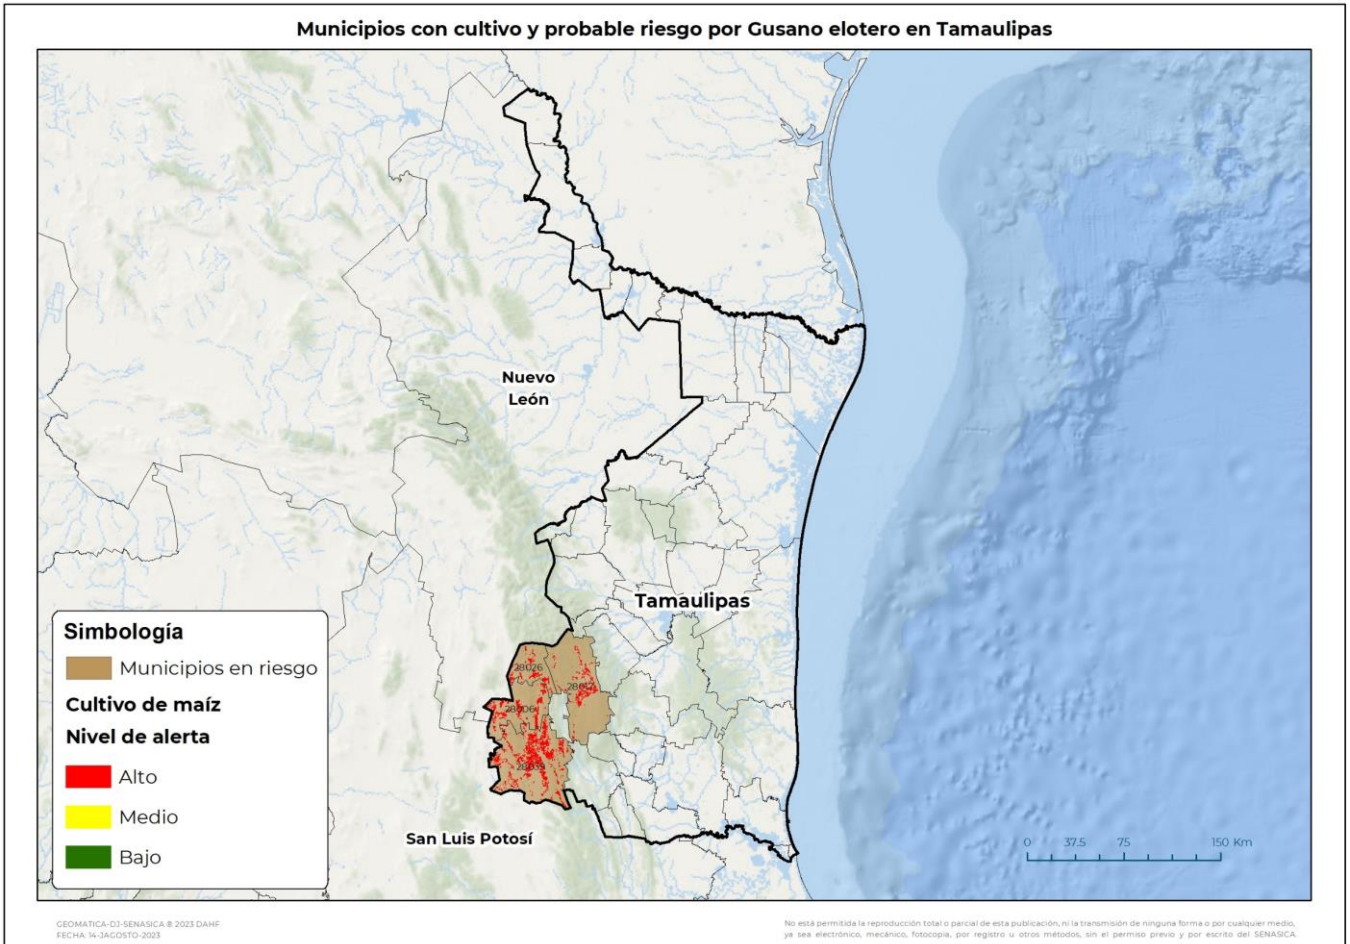 Municipios con cultivo y probable riesgo por Gusano elotero en Tamaulipas
Nuevo
León
Tamaulipas
28026
San Luis Potosí
Simbología
Municipios en riesgo
Cultivo de maíz
Nivel de alerta
Alto
Medio
Bajo
0 37.5 75 150 Km
GEOMATICA-DJ-SENASICA ® 2023 DAHF
FECHA: 14-JAGOSTO-2023
No está permitida la reproducción total o parcial de esta publicación, ni la transmisión de ninguna forma o por cualquier medio,
ya sea electrónico, mecánico, fotocopia, por registro u otros métodos, sin el permiso previo y por escrito del SENASICA.